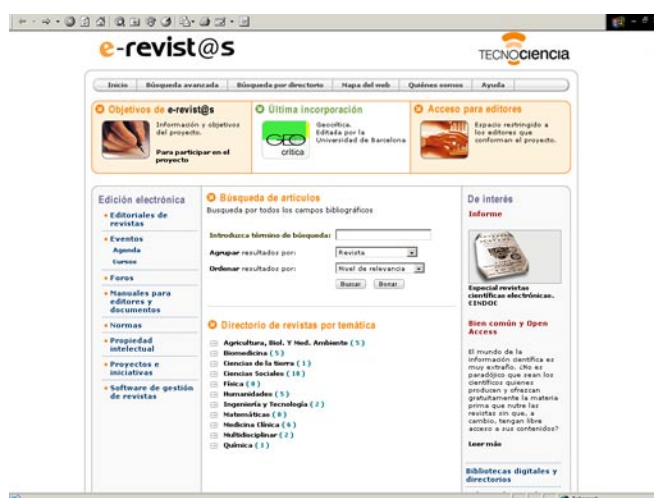 e-revist@s
TECNOCIENCIA
Inicio
Búsqueda avanzada
Búsqueda por directorio
Mapa del web
Quiénes somos
Ayuda
Objetivos de e-revist@s
Información y objetivos
del proyecto.
Para participar en el
proyecto
Última incorporación
GEO
crítica
Geocrítica.
Editada por la
Universidad de Barcelona
Acceso para editores
Espacio restringido a
los editores que
conforman el proyecto.
Edición electrónica
Editoriales de
revistas
Eventos
Agenda
Cursos
Foros
Manuales para
editores y
documentos
Normas
Propiedad
intelectual
Proyectos e
iniciativas
Software de gestión
de revistas
Búsqueda de artículos
Busqueda por todos los campos bibliográficos
Introduzca término de búsqueda:
Agrupar resultados por: Revista
Ordenar resultados por: Nivel de relevancia
Buscar Borrar
Directorio de revistas por temática
Agricultura, Biol. Y Med. Ambiente ( 5 )
Biomedicina ( 5 )
Ciencias de la tierra ( 1 )
Ciencias Sociales ( 18 )
Física ( 0 )
Humanidades ( 5 )
Ingeniería y Tecnología ( 2 )
Matemáticas ( 0 )
Medicina Clínica ( 6 )
Multidisciplinar ( 2 )
Química ( 1 )
De interés
Informe
Especial revistas
científicas electrónicas.
CINDOC
Bien común y Open
Access
El mundo de la
información científica es
muy extraño. ¿No es
paradójico que sean los
científicos quienes
producen y ofrezcan
gratuitamente la materia
prima que nutre las
revistas sin que, a
cambio, tengan libre
acceso a sus contenidos?
Leer más
Bibliotecas digitales y
directorios